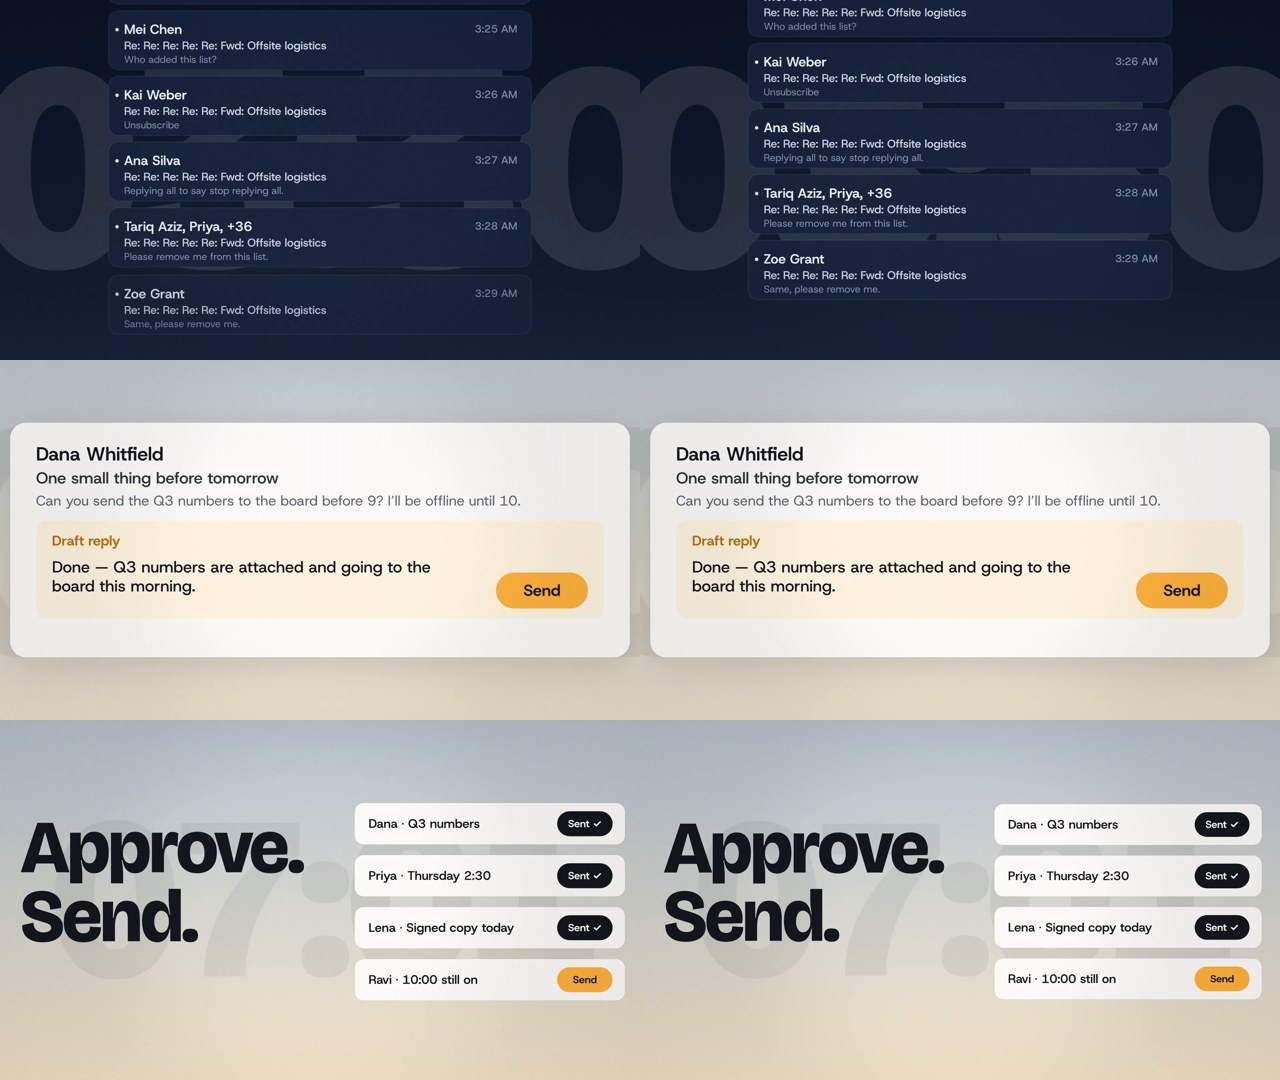 Mei Chen 3:25 AM
Re: Re: Re: Re: Re: Fwd: Offsite logistics
Who added this list?
Kai Weber 3:26 AM
Re: Re: Re: Re: Re: Fwd: Offsite logistics
Unsubscribe
Ana Silva 3:27 AM
Re: Re: Re: Re: Re: Fwd: Offsite logistics
Replying all to say stop replying all.
Tariq Aziz, Priya, +36 3:28 AM
Re: Re: Re: Re: Re: Fwd: Offsite logistics
Please remove me from this list.
Zoe Grant 3:29 AM
Re: Re: Re: Re: Re: Fwd: Offsite logistics
Same, please remove me.
Re: Re: Re: Re: Re: Fwd: Offsite logistics
Who added this list?
Kai Weber 3:26 AM
Re: Re: Re: Re: Re: Fwd: Offsite logistics
Unsubscribe
Ana Silva 3:27 AM
Re: Re: Re: Re: Re: Fwd: Offsite logistics
Replying all to say stop replying all.
Tariq Aziz, Priya, +36 3:28 AM
Re: Re: Re: Re: Re: Fwd: Offsite logistics
Please remove me from this list.
Zoe Grant 3:29 AM
Re: Re: Re: Re: Re: Fwd: Offsite logistics
Same, please remove me.
Dana Whitfield
One small thing before tomorrow
Can you send the Q3 numbers to the board before 9? I'll be offline until 10.
Draft reply
Done — Q3 numbers are attached and going to the
board this morning.
Send
Dana Whitfield
One small thing before tomorrow
Can you send the Q3 numbers to the board before 9? I'll be offline until 10.
Draft reply
Done — Q3 numbers are attached and going to the
board this morning.
Send
Approve.
Send.
Dana · Q3 numbers Sent ✓
Priya · Thursday 2:30 Sent ✓
Lena · Signed copy today Sent ✓
Ravi · 10:00 still on Send
Approve.
Send.
Dana · Q3 numbers Sent ✓
Priya · Thursday 2:30 Sent ✓
Lena · Signed copy today Sent ✓
Ravi · 10:00 still on Send